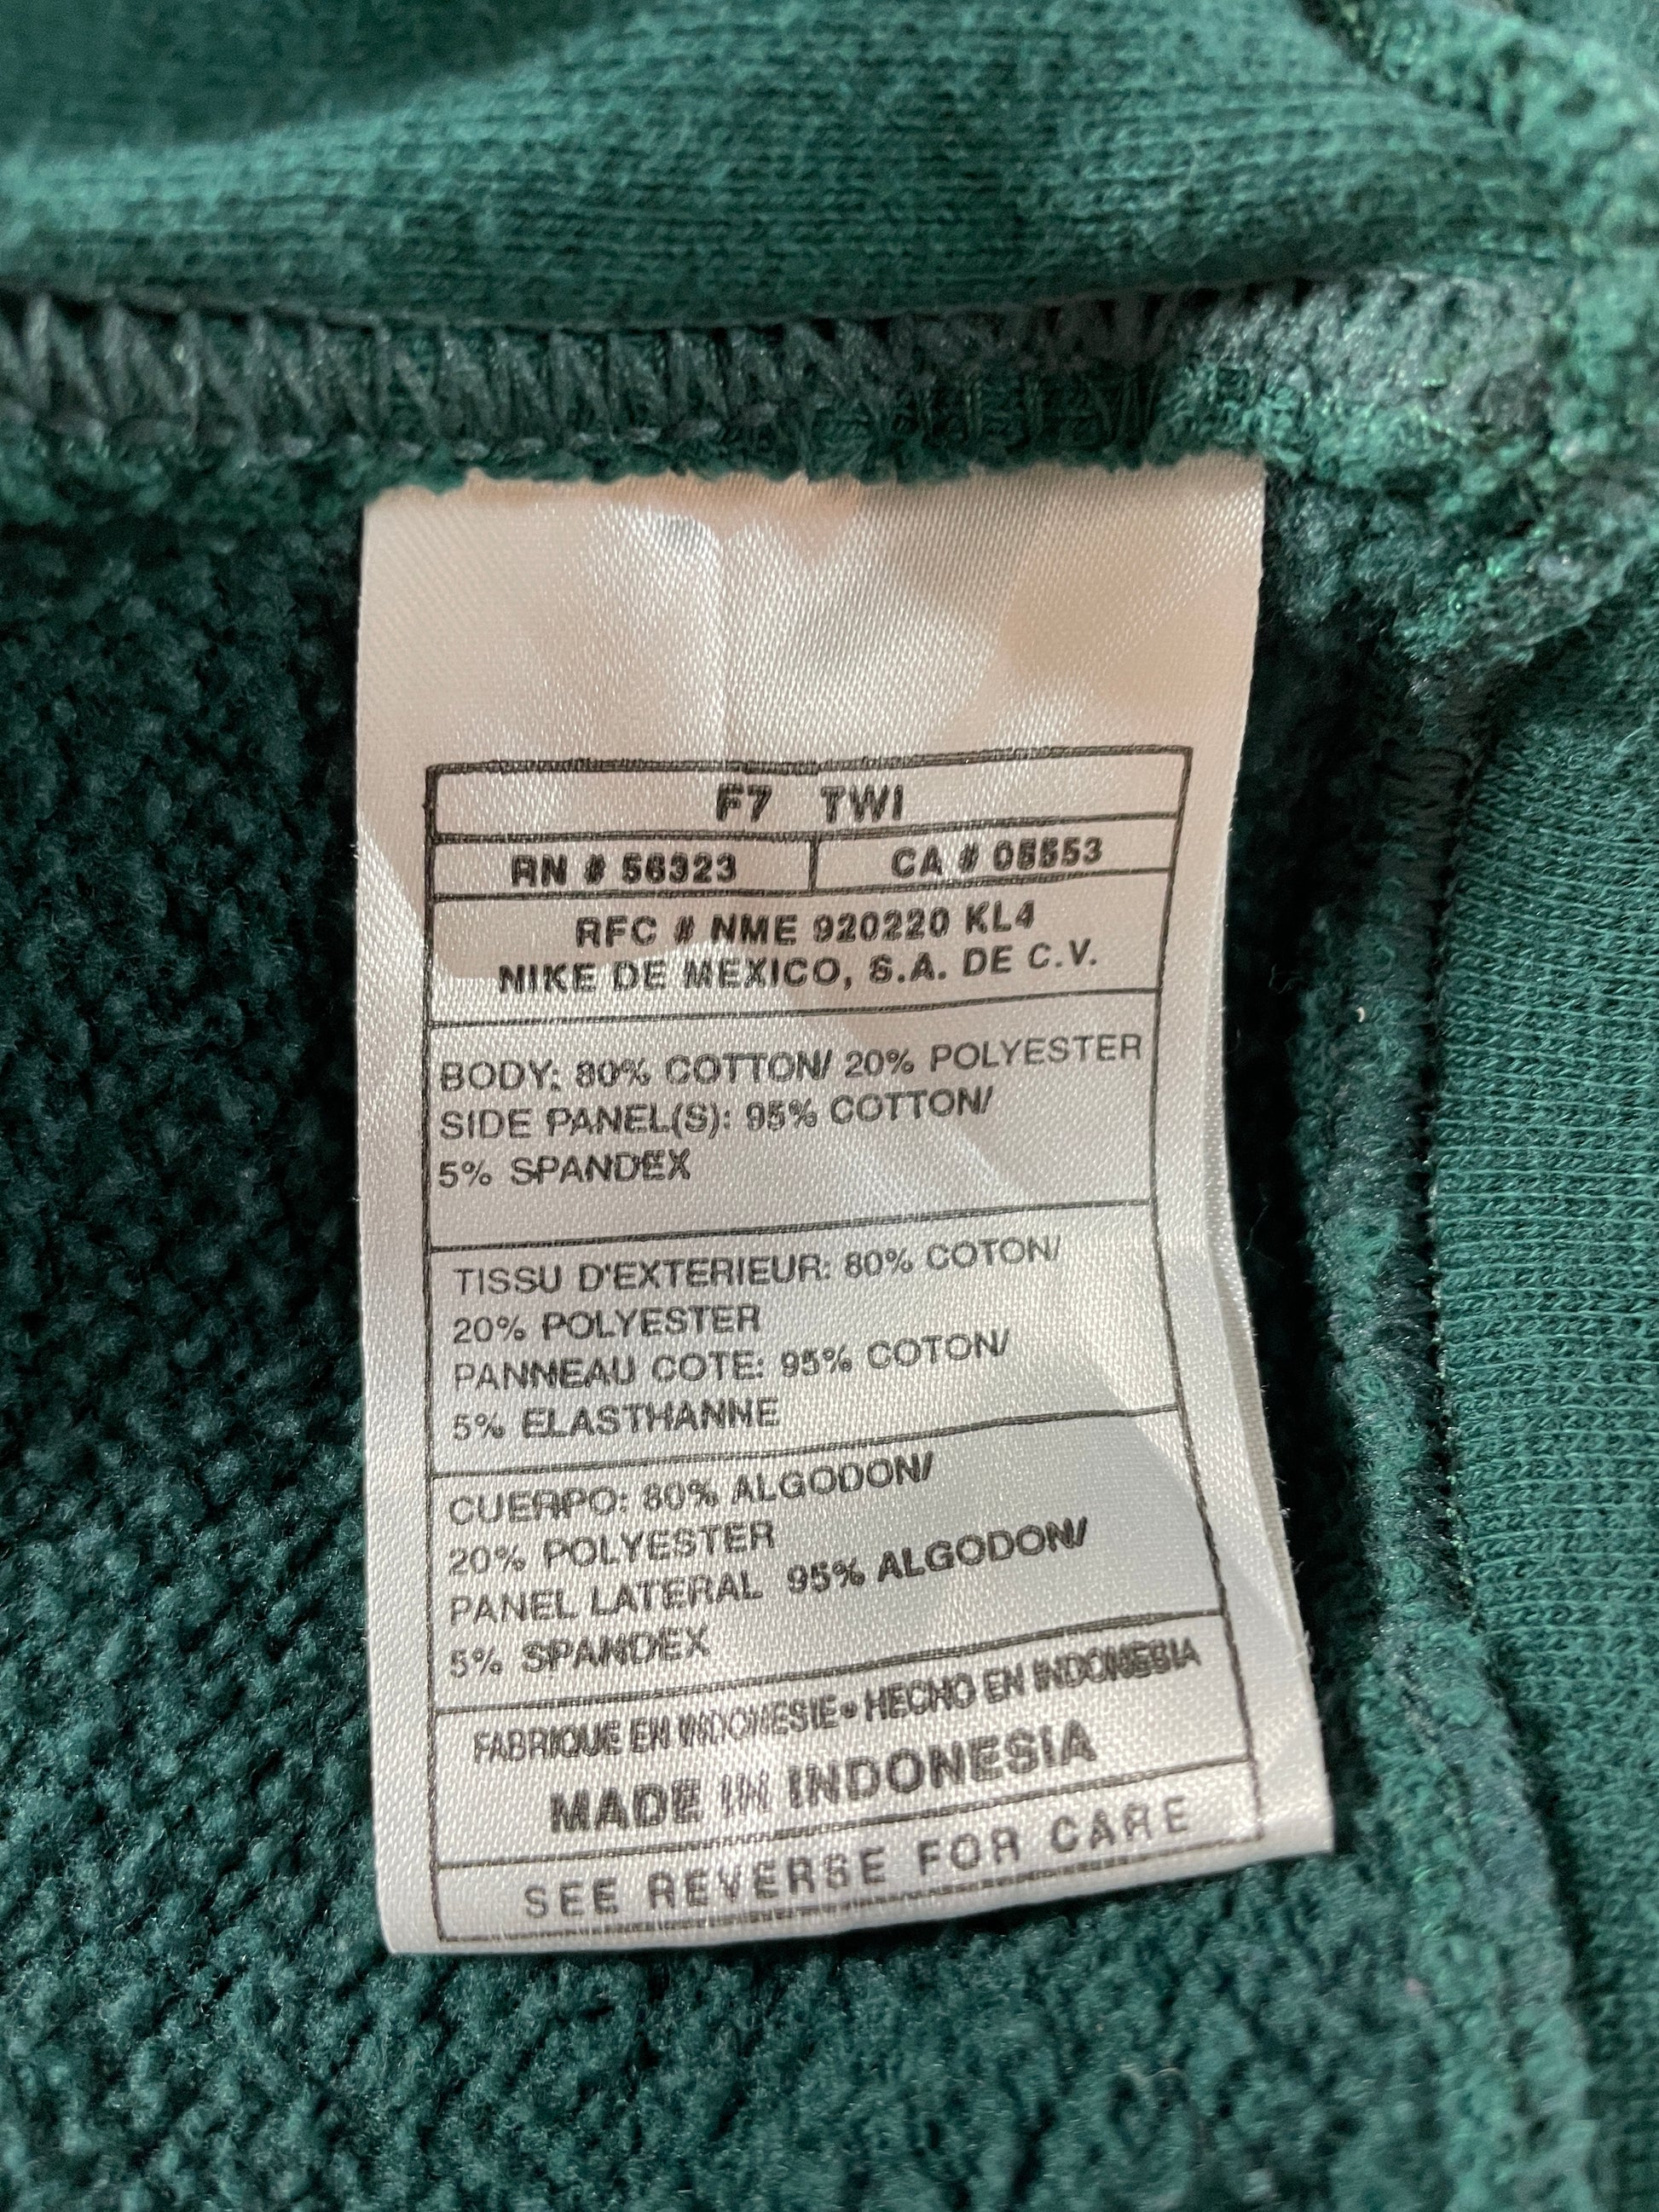 F7 TWI
RN # 56323 CA # 05553
RFC # NME 920220 KL4
NIKE DE MEXICO, S.A. DE C.V.
BODY: 80% COTTON/ 20% POLYESTER
SIDE PANEL(S): 95% COTTON/
5% SPANDEX
TISSU D'EXTERIEUR: 80% COTON/
20% POLYESTER
PANNEAU COTE: 95% COTON/
5% ELASTHANNE
CUERPO: 80% ALGODON/
20% POLYESTER
PANEL LATERAL 95% ALGODON/
5% SPANDEX
FABRIQUE EN INDONESIE • HECHO EN INDONESIA
MADE IN INDONESIA
SEE REVERSE FOR CARE